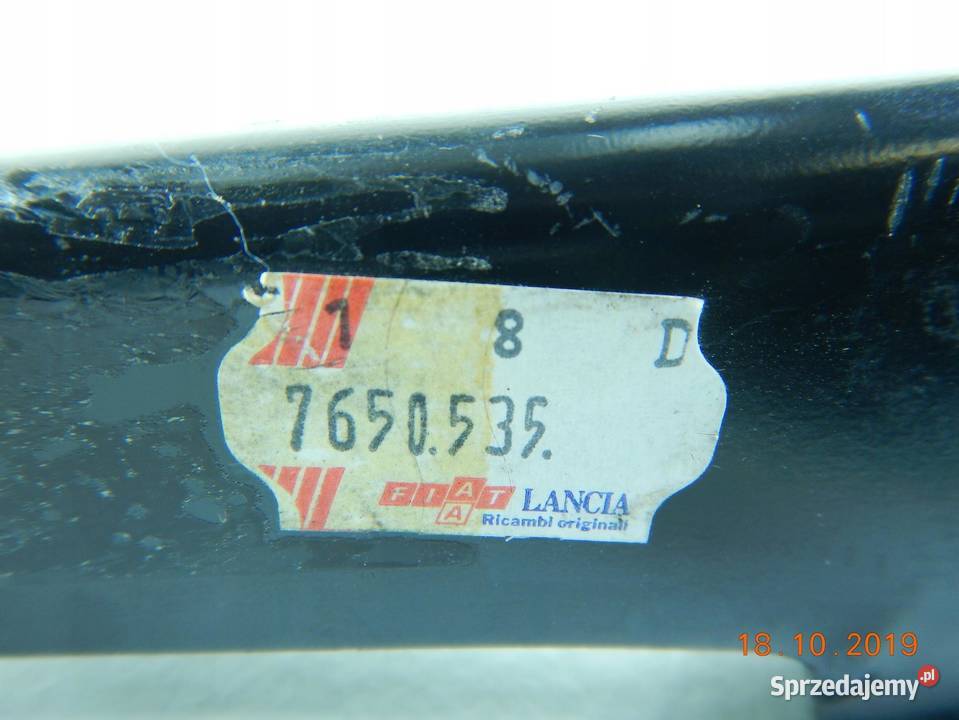 1 8 D
7650.535.
FIAT LANCIA
A
Ricambi originali
18.10.2019
Sprzedajemy.pl